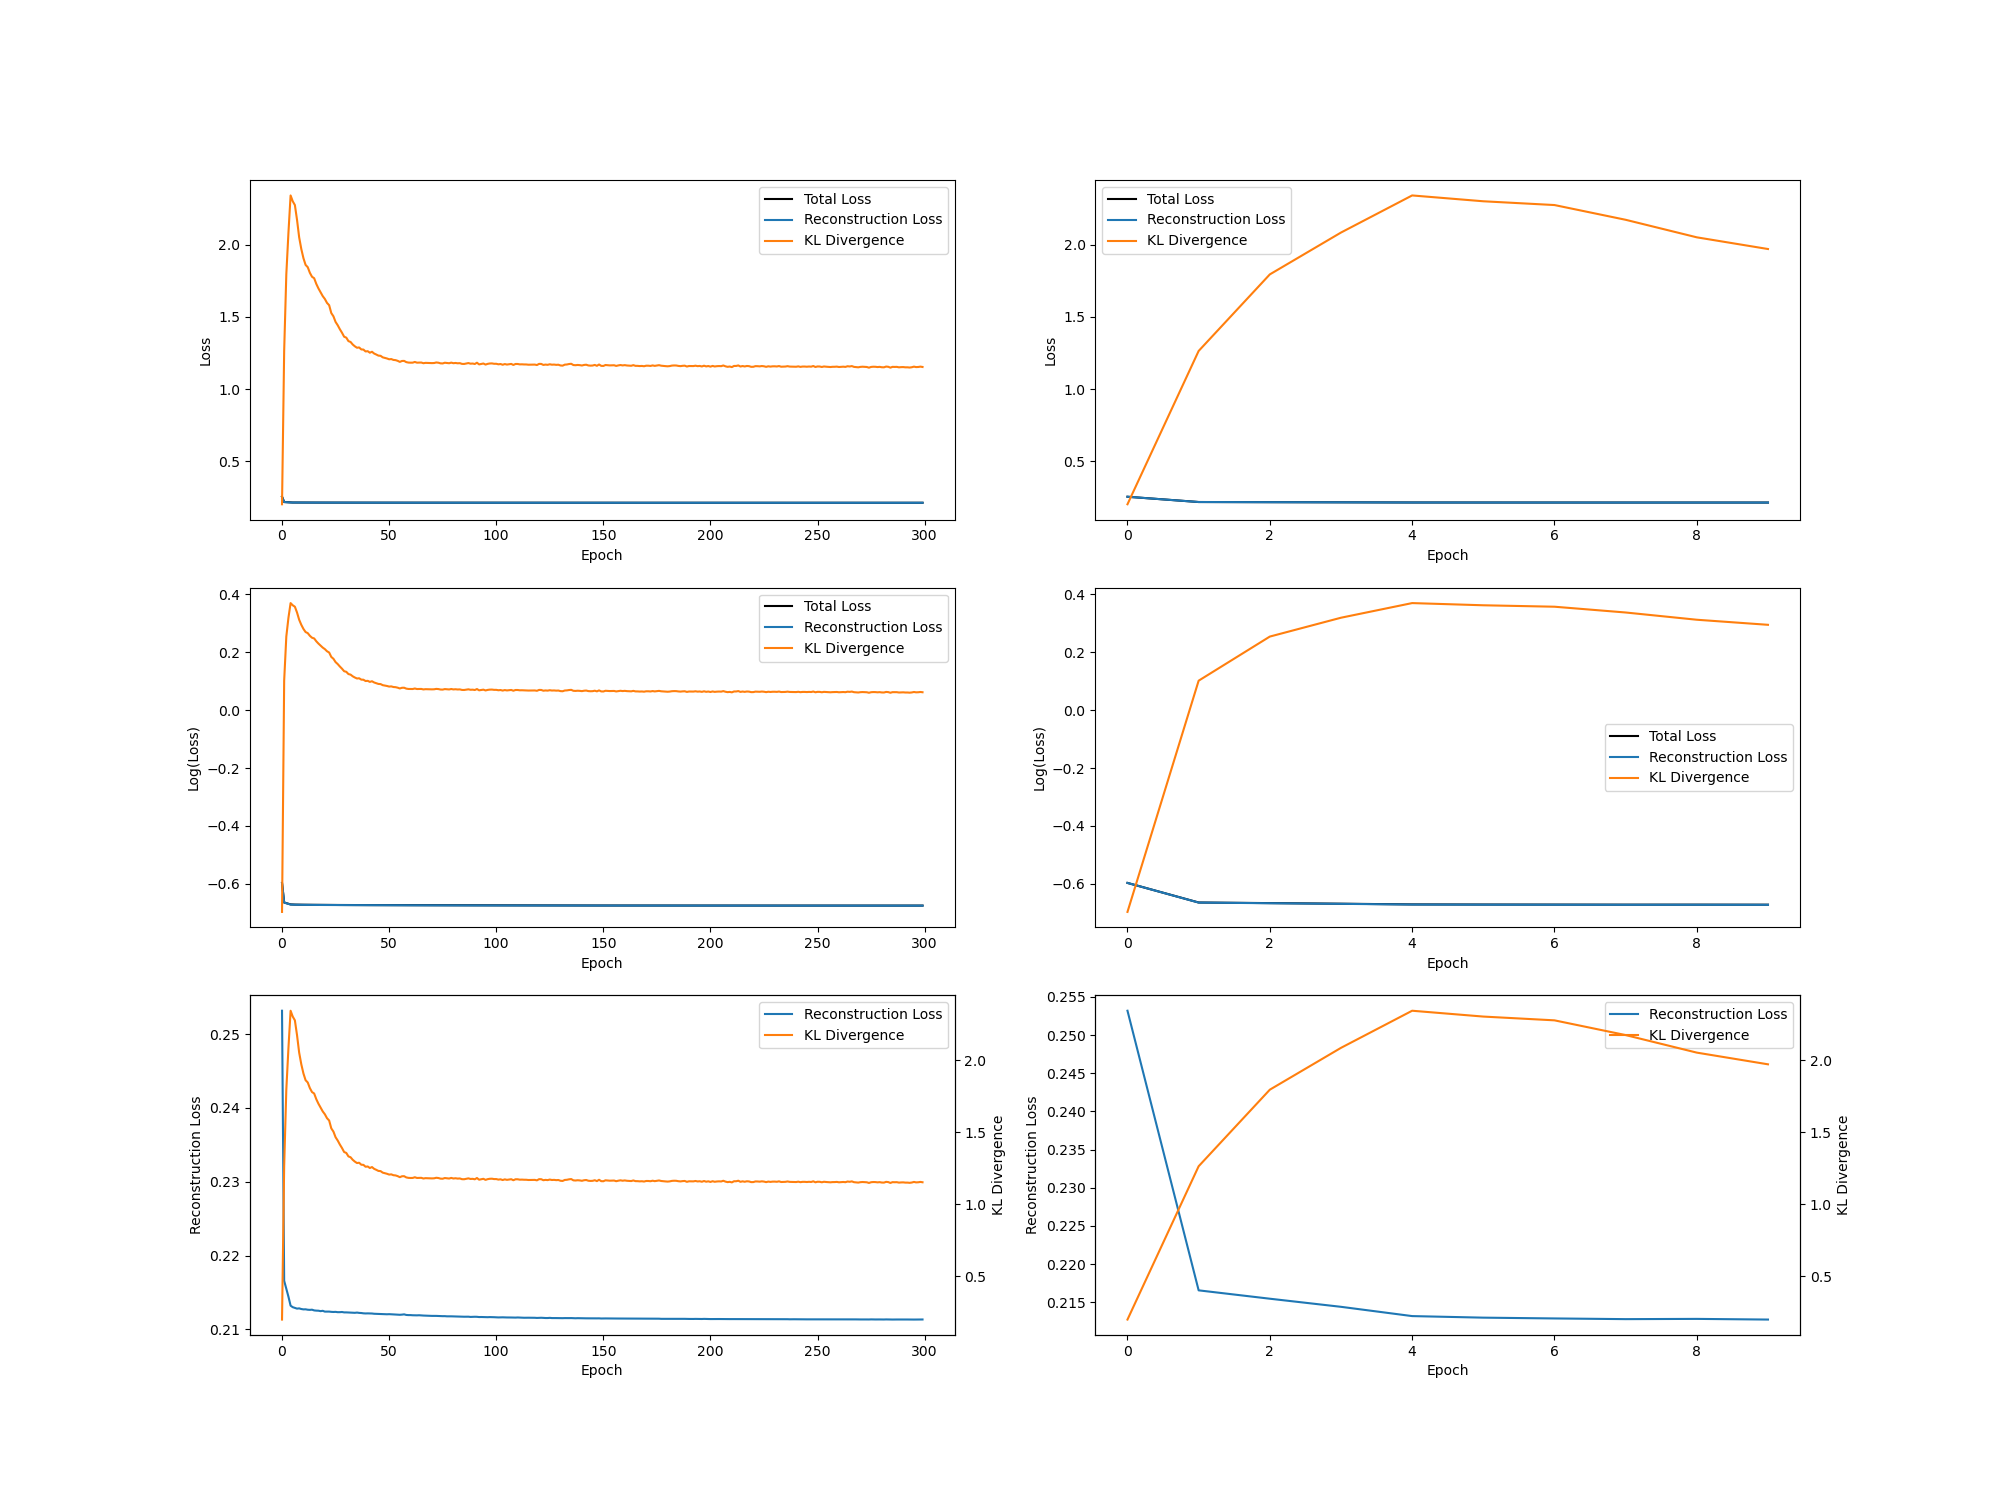 Total Loss
Reconstruction Loss
KL Divergence
Loss
2.0
1.5
1.0
0.5
0 50 100 150 200 250 300
Epoch
Total Loss
Reconstruction Loss
KL Divergence
Loss
2.0
1.5
1.0
0.5
0 2 4 6 8
Epoch
Total Loss
Reconstruction Loss
KL Divergence
Log(Loss)
0.4
0.2
0.0
−0.2
−0.4
−0.6
0 50 100 150 200 250 300
Epoch
Total Loss
Reconstruction Loss
KL Divergence
Log(Loss)
0.4
0.2
0.0
−0.2
−0.4
−0.6
0 2 4 6 8
Epoch
Reconstruction Loss
KL Divergence
Reconstruction Loss
0.25
0.24
0.23
0.22
0.21
KL Divergence
2.0
1.5
1.0
0.5
0 50 100 150 200 250 300
Epoch
Reconstruction Loss
KL Divergence
Reconstruction Loss
0.255
0.250
0.245
0.240
0.235
0.230
0.225
0.220
0.215
KL Divergence
2.0
1.5
1.0
0.5
0 2 4 6 8
Epoch